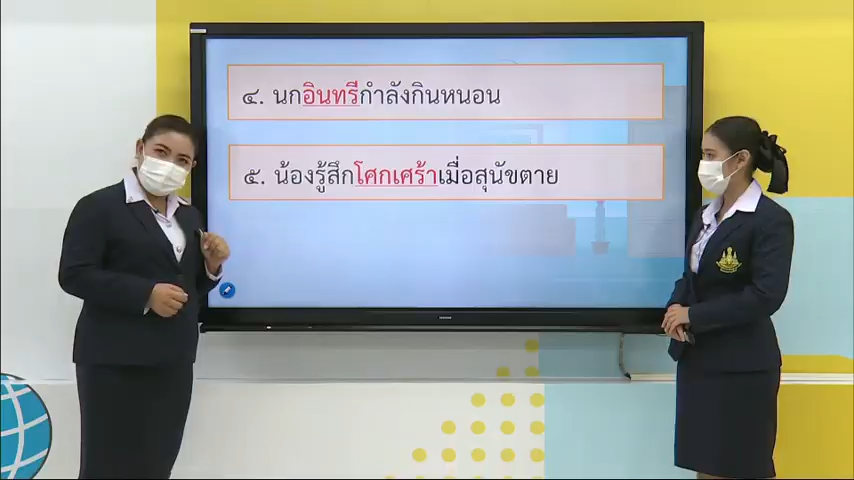 ๔. นกอินทรีกำลังกินหนอน
๕. น้องรู้สึกโศกเศร้าเมื่อสุนัขตาย